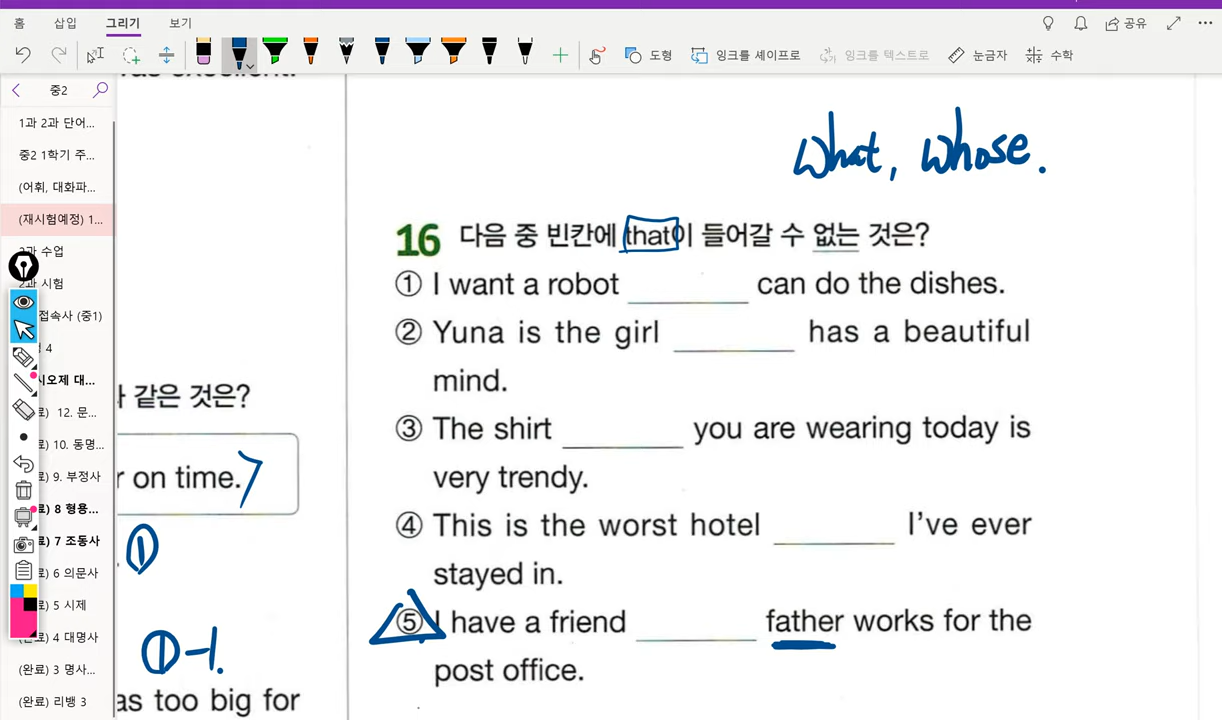 홈 삽입 그리기 보기
공유
도형 잉크를 셰이프로 잉크를 텍스트로 눈금자 수학
중2
1과 2과 단어...
중2 1학기 주...
(어휘, 대화파...
(재시험예정) 1...
과 수업
2과 시험
접속사 (중1)
4
시오제 대...
료) 12. 문...
료) 10. 동명...
료) 9. 부정사
료) 8 형용...
료) 7 조동사
료) 6 의문사
료) 5 시제
(완료) 4 대명사
(완료) 3 명사...
(완료) 리뱅 3
같은 것은?
r on time.
①
①-1.
as too big for
what, whose.
16 다음 중 빈칸에 that이 들어갈 수 없는 것은?
① I want a robot ________ can do the dishes.
② Yuna is the girl ________ has a beautiful
mind.
③ The shirt ________ you are wearing today is
very trendy.
④ This is the worst hotel ________ I've ever
stayed in.
⑤ I have a friend ________ father works for the
post office.